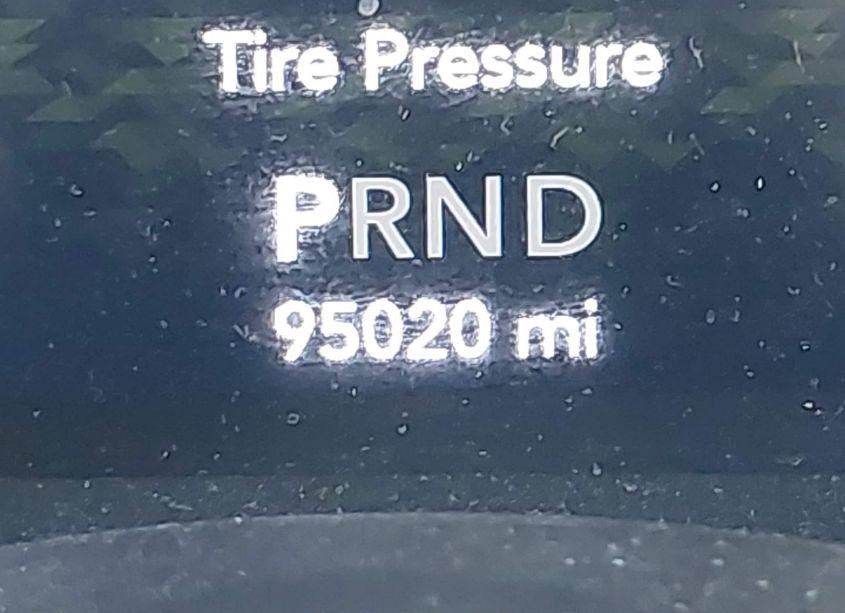 Tire Pressure
PRND
95020 mi